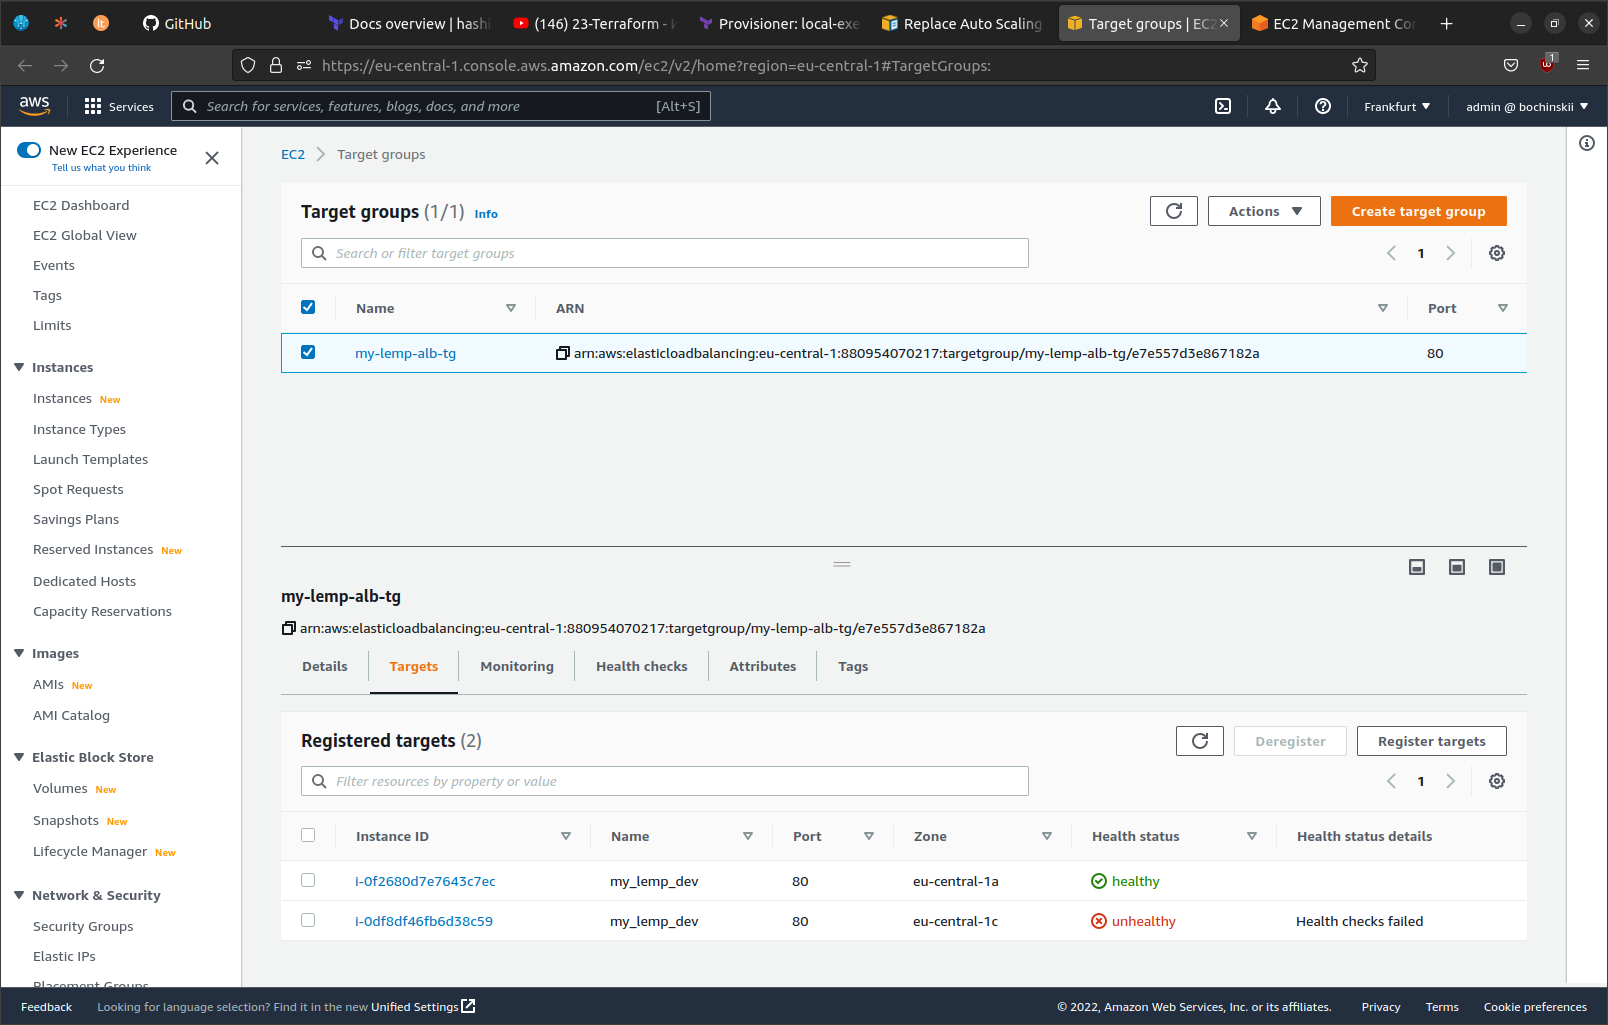 GitHub
Docs overview | hashi
(146) 23-Terraform -
Provisioner: local-exe
Replace Auto Scaling
Target groups | EC2
EC2 Management Co
https://eu-central-1.console.aws.amazon.com/ec2/v2/home?region=eu-central-1#TargetGroups:
1
aws
Services
Search for services, features, blogs, docs, and more
[Alt+S]
Frankfurt
admin @ bochinskii
New EC2 Experience
Tell us what you think
EC2 Dashboard
EC2 Global View
Events
Tags
Limits
Instances
Instances New
Instance Types
Launch Templates
Spot Requests
Savings Plans
Reserved Instances New
Dedicated Hosts
Capacity Reservations
Images
AMIs New
AMI Catalog
Elastic Block Store
Volumes New
Snapshots New
Lifecycle Manager New
Network & Security
Security Groups
Elastic IPs
Placement Groups
EC2 Target groups
Target groups (1/1) Info
Actions
Create target group
Search or filter target groups
1
Name ARN Port
my-lemp-alb-tg arn:aws:elasticloadbalancing:eu-central-1:880954070217:targetgroup/my-lemp-alb-tg/e7e557d3e867182a 80
my-lemp-alb-tg
arn:aws:elasticloadbalancing:eu-central-1:880954070217:targetgroup/my-lemp-alb-tg/e7e557d3e867182a
Details Targets Monitoring Health checks Attributes Tags
Registered targets (2)
Deregister
Register targets
Filter resources by property or value
1
Instance ID Name Port Zone Health status Health status details
i-0f2680d7e7643c7ec my_lemp_dev 80 eu-central-1a healthy
i-0df8df46fb6d38c59 my_lemp_dev 80 eu-central-1c unhealthy Health checks failed
Feedback Looking for language selection? Find it in the new Unified Settings
© 2022, Amazon Web Services, Inc. or its affiliates. Privacy Terms Cookie preferences